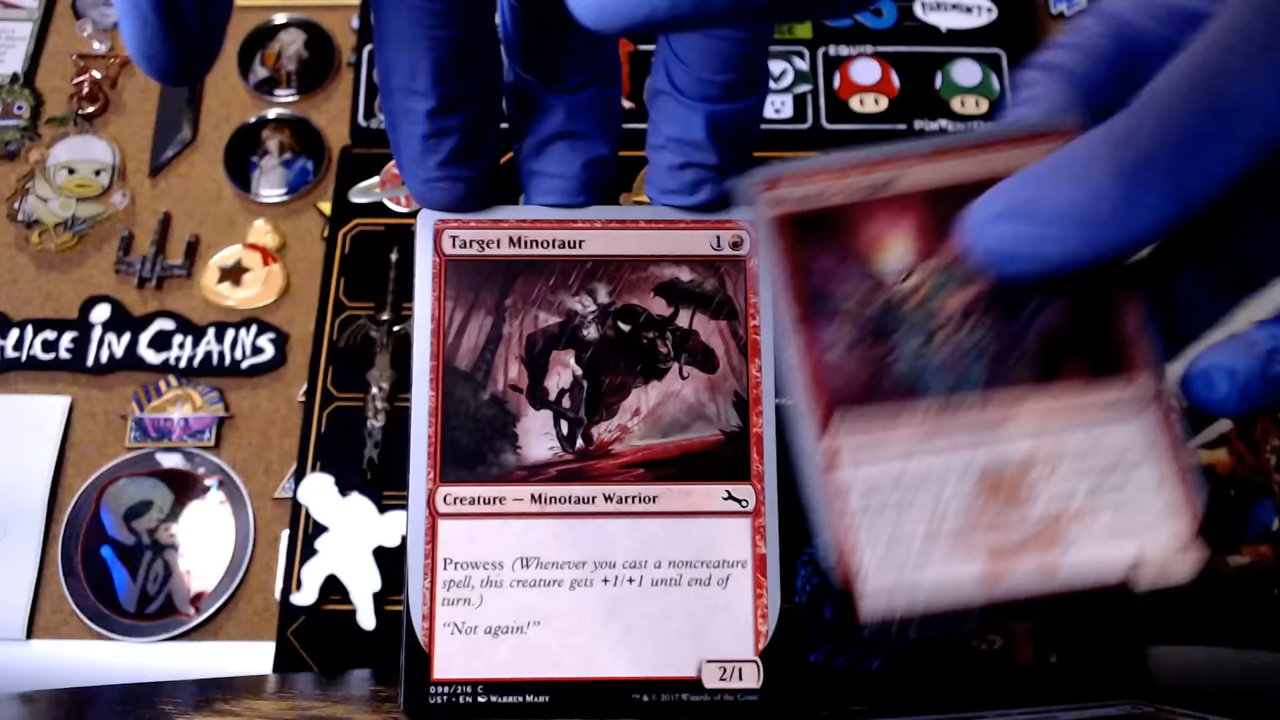 EQUIP
ALICE IN CHAINS
Target Minotaur 1
Creature — Minotaur Warrior
Prowess (Whenever you cast a noncreature
spell, this creature gets +1/+1 until end of
turn.)
“Not again!”
2/1
098/216 C
UST • EN WARREN MAHY
™ & © 2017 Wizards of the Coast